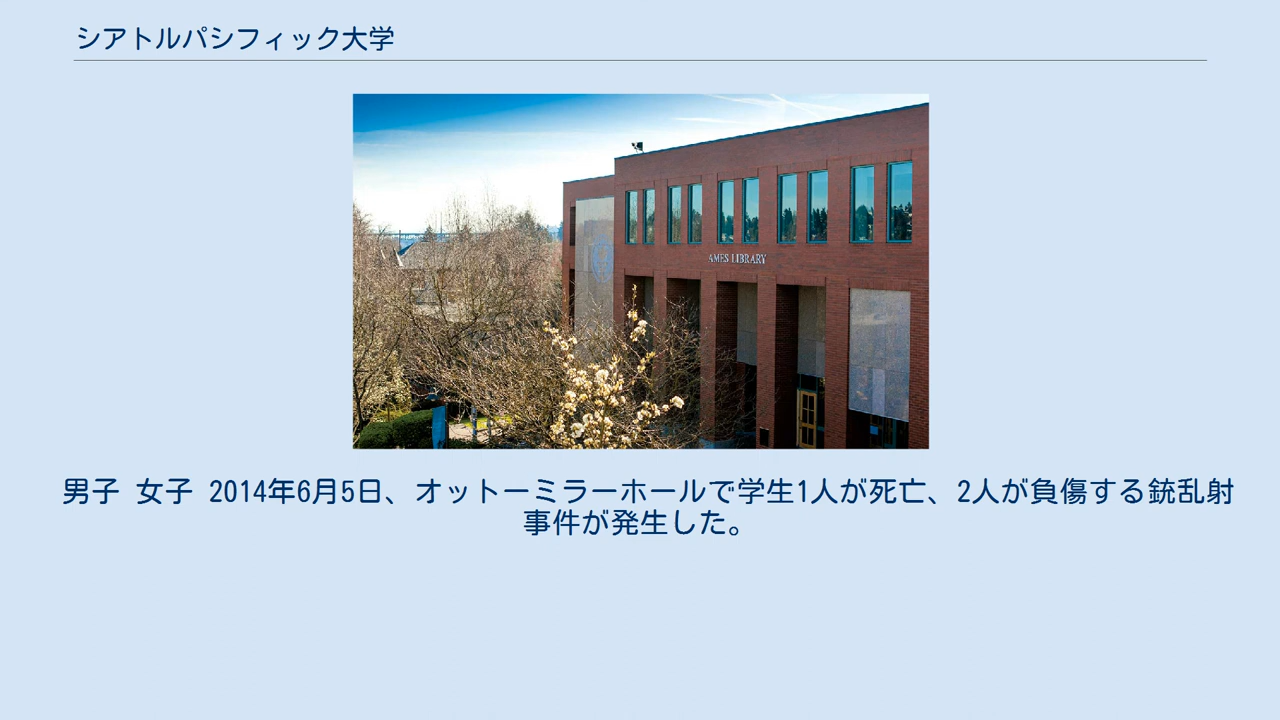 シアトルパシフィック大学
AMES LIBRARY
男子 女子 2014年6月5日、オットーミラーホールで学生1人が死亡、2人が負傷する銃乱射
事件が発生した。